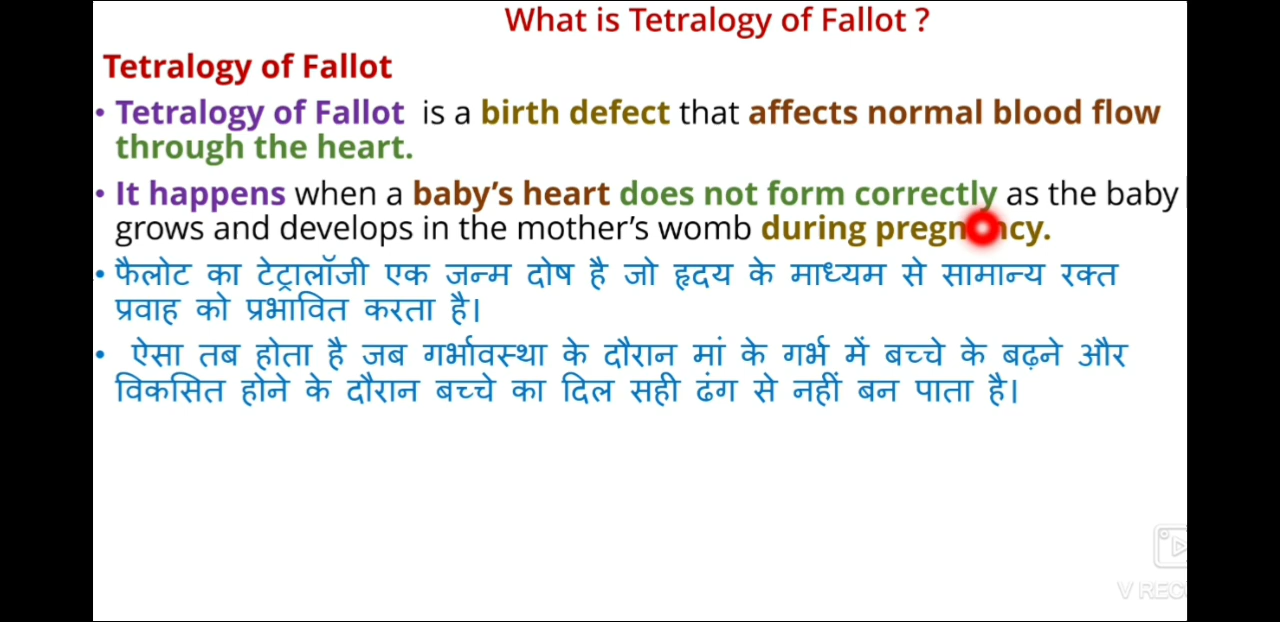 What is Tetralogy of Fallot ?
Tetralogy of Fallot
• Tetralogy of Fallot is a birth defect that affects normal blood flow
through the heart.
• It happens when a baby's heart does not form correctly as the baby
grows and develops in the mother's womb during pregnancy.
• फैलोट का टेट्रालॉजी एक जन्म दोष है जो हृदय के माध्यम से सामान्य रक्त
प्रवाह को प्रभावित करता है।
• ऐसा तब होता है जब गर्भावस्था के दौरान मां के गर्भ में बच्चे के बढ़ने और
विकसित होने के दौरान बच्चे का दिल सही ढंग से नहीं बन पाता है।
V REC